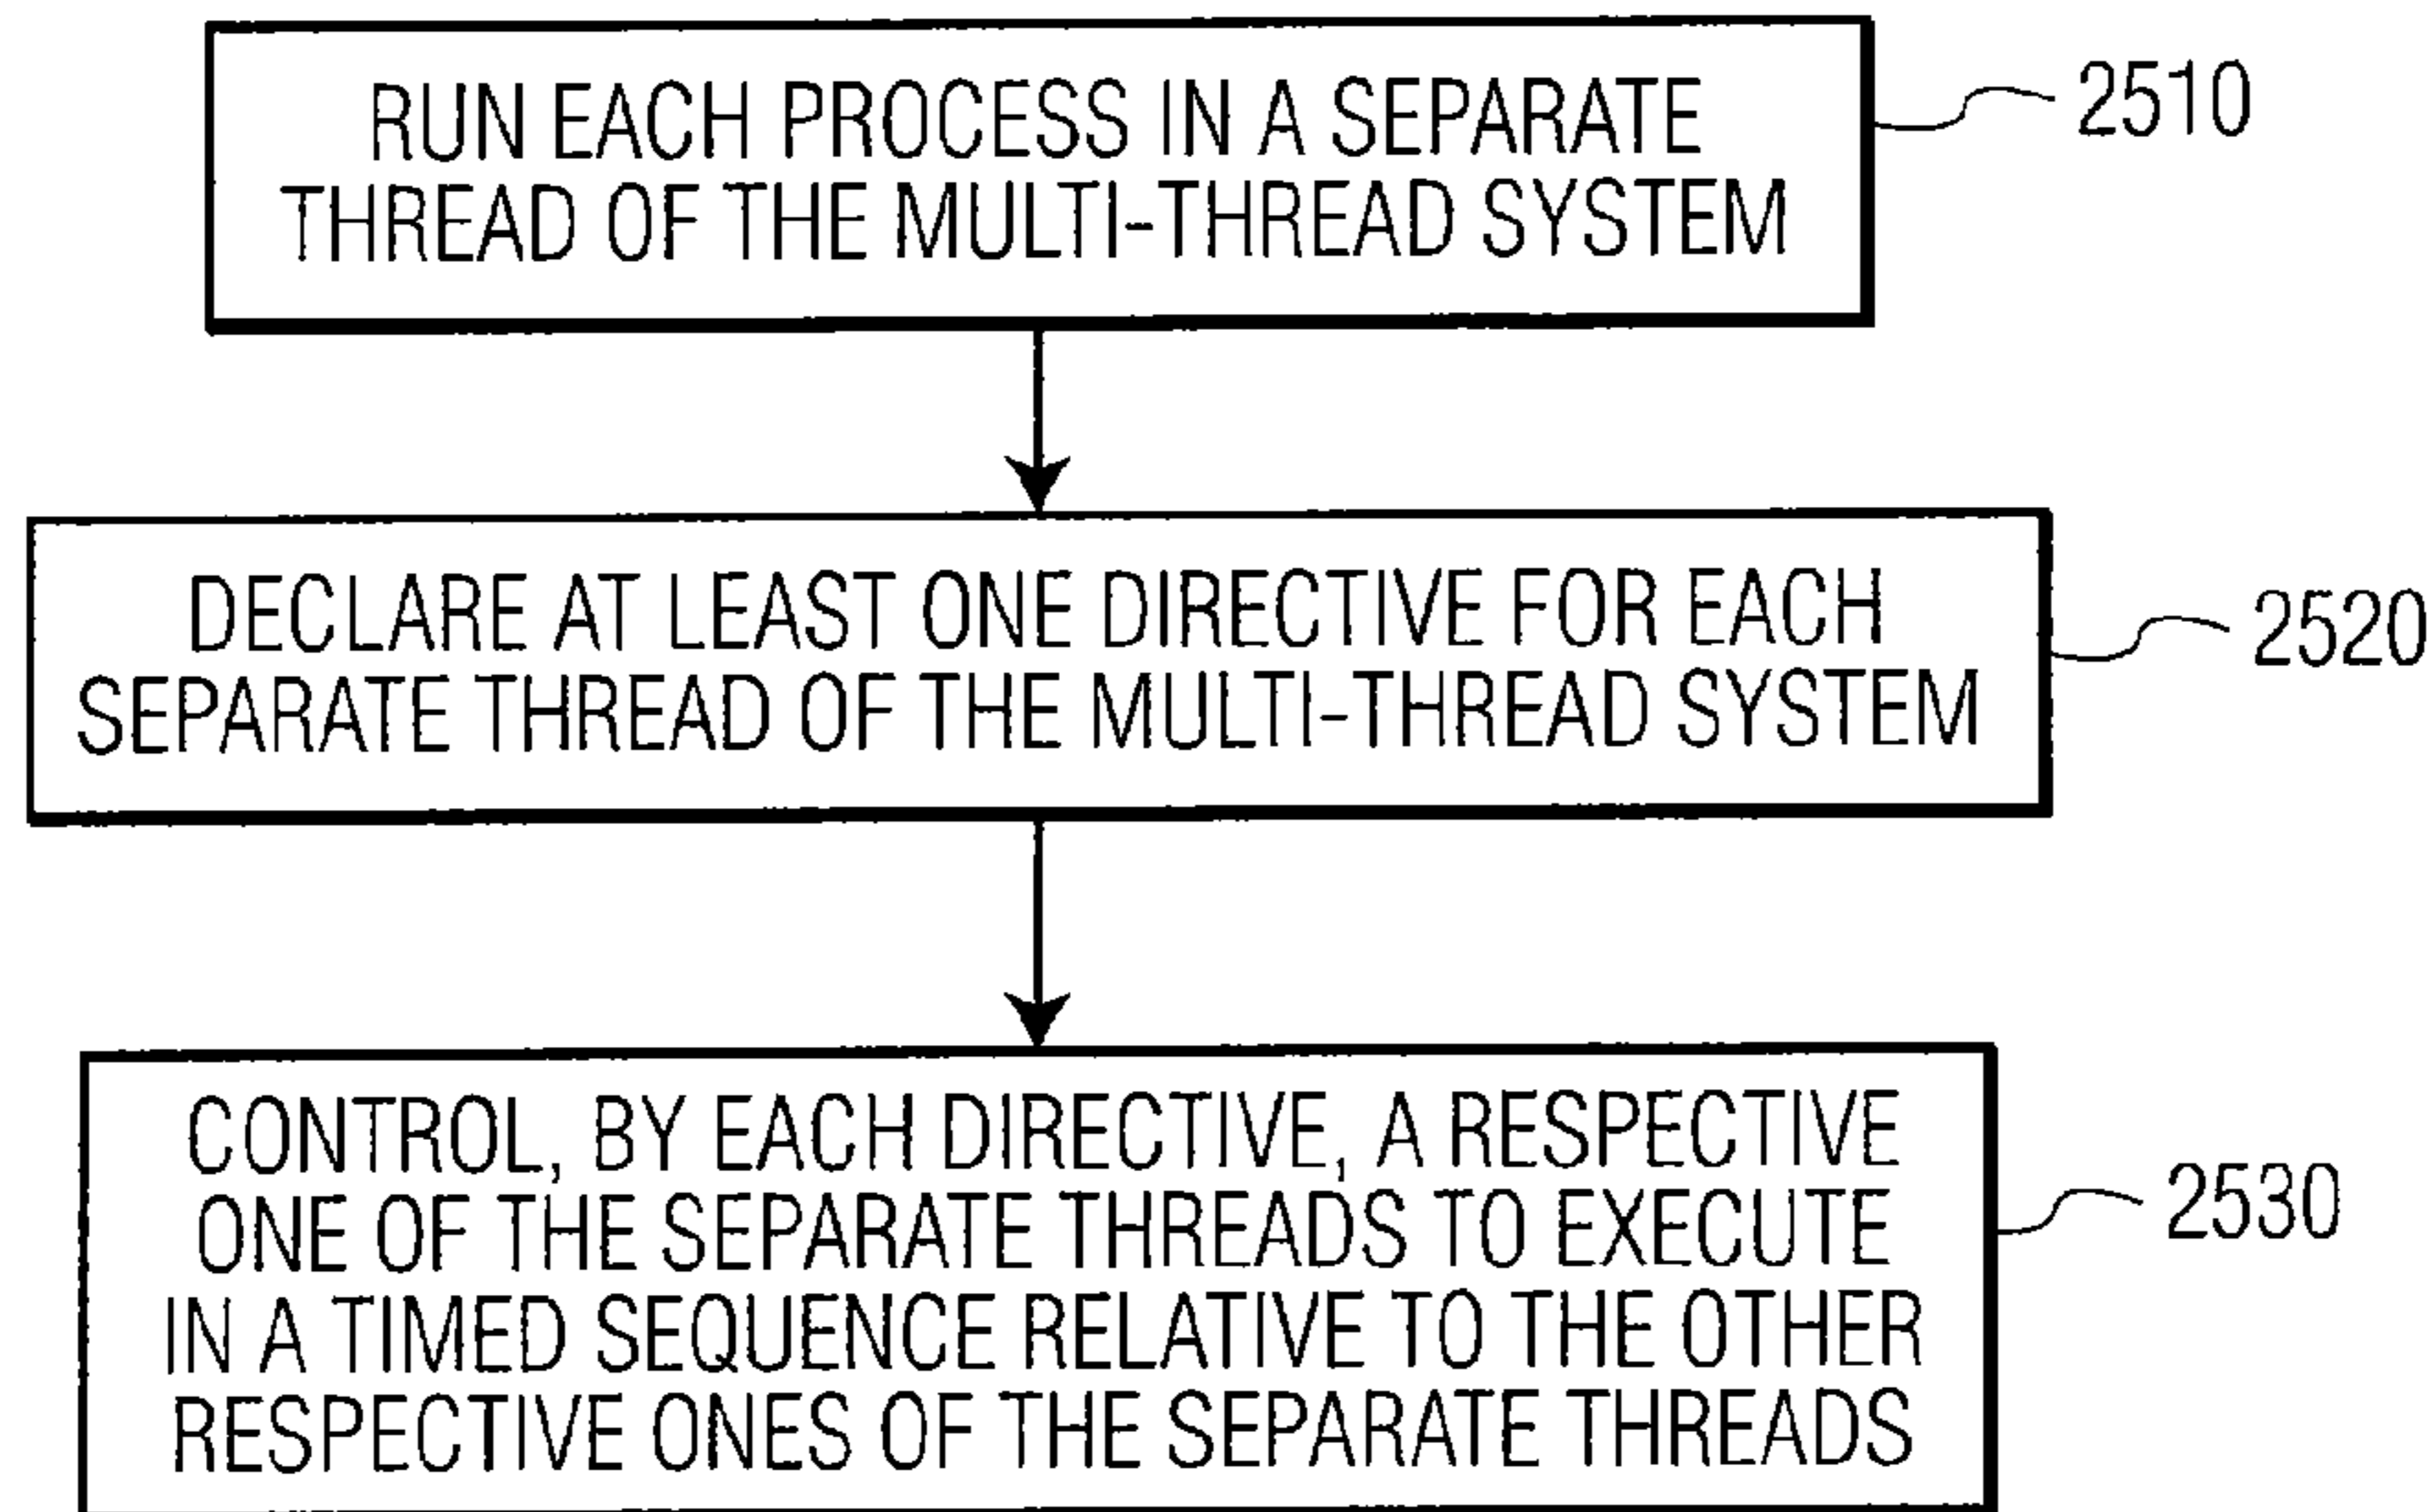 RUN EACH PROCESS IN A SEPARATE
THREAD OF THE MULTI-THREAD SYSTEM
2510
DECLARE AT LEAST ONE DIRECTIVE FOR EACH
SEPARATE THREAD OF THE MULTI-THREAD SYSTEM
2520
CONTROL, BY EACH DIRECTIVE, A RESPECTIVE
ONE OF THE SEPARATE THREADS TO EXECUTE
IN A TIMED SEQUENCE RELATIVE TO THE OTHER
RESPECTIVE ONES OF THE SEPARATE THREADS
2530